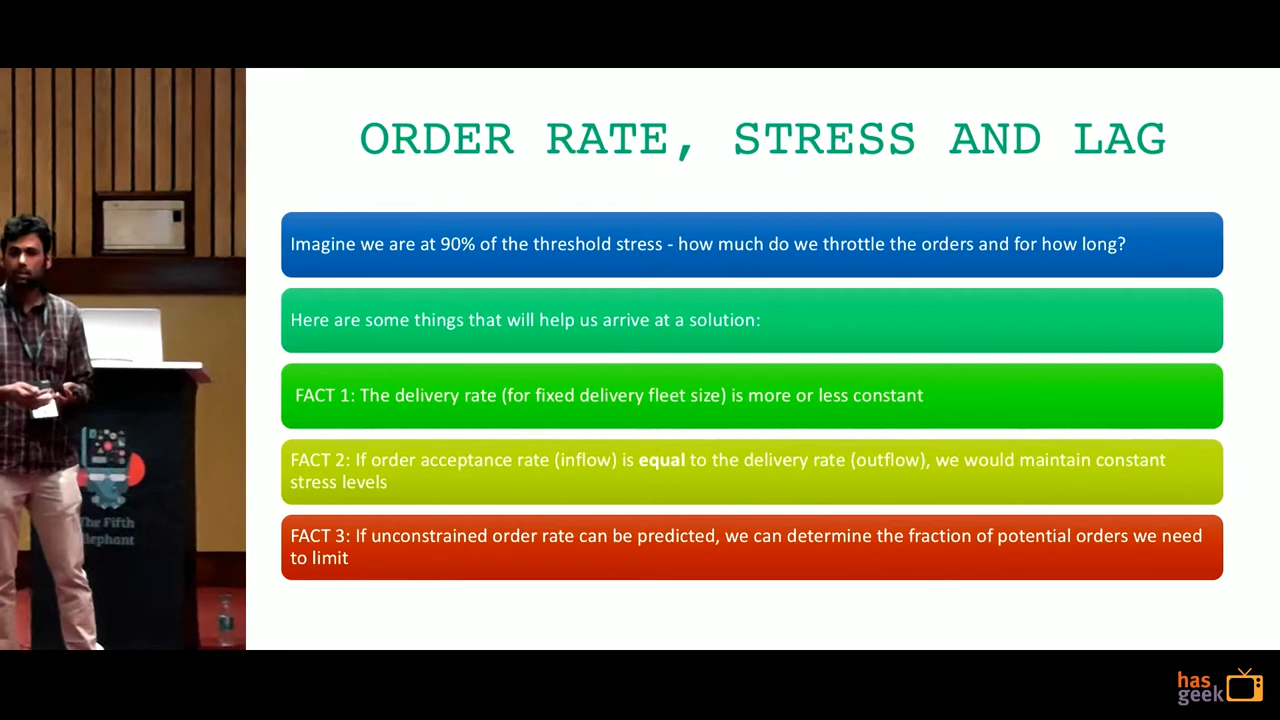 ORDER RATE, STRESS AND LAG
Imagine we are at 90% of the threshold stress - how much do we throttle the orders and for how long?
Here are some things that will help us arrive at a solution:
FACT 1: The delivery rate (for fixed delivery fleet size) is more or less constant
FACT 2: If order acceptance rate (inflow) is equal to the delivery rate (outflow), we would maintain constant
stress levels
FACT 3: If unconstrained order rate can be predicted, we can determine the fraction of potential orders we need
to limit
The Fifth
Elephant
has
geek